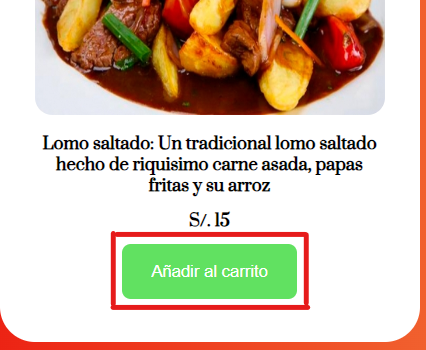 Lomo saltado: Un tradicional lomo saltado
hecho de riquisimo carne asada, papas
fritas y su arroz
S/. 15
Añadir al carrito